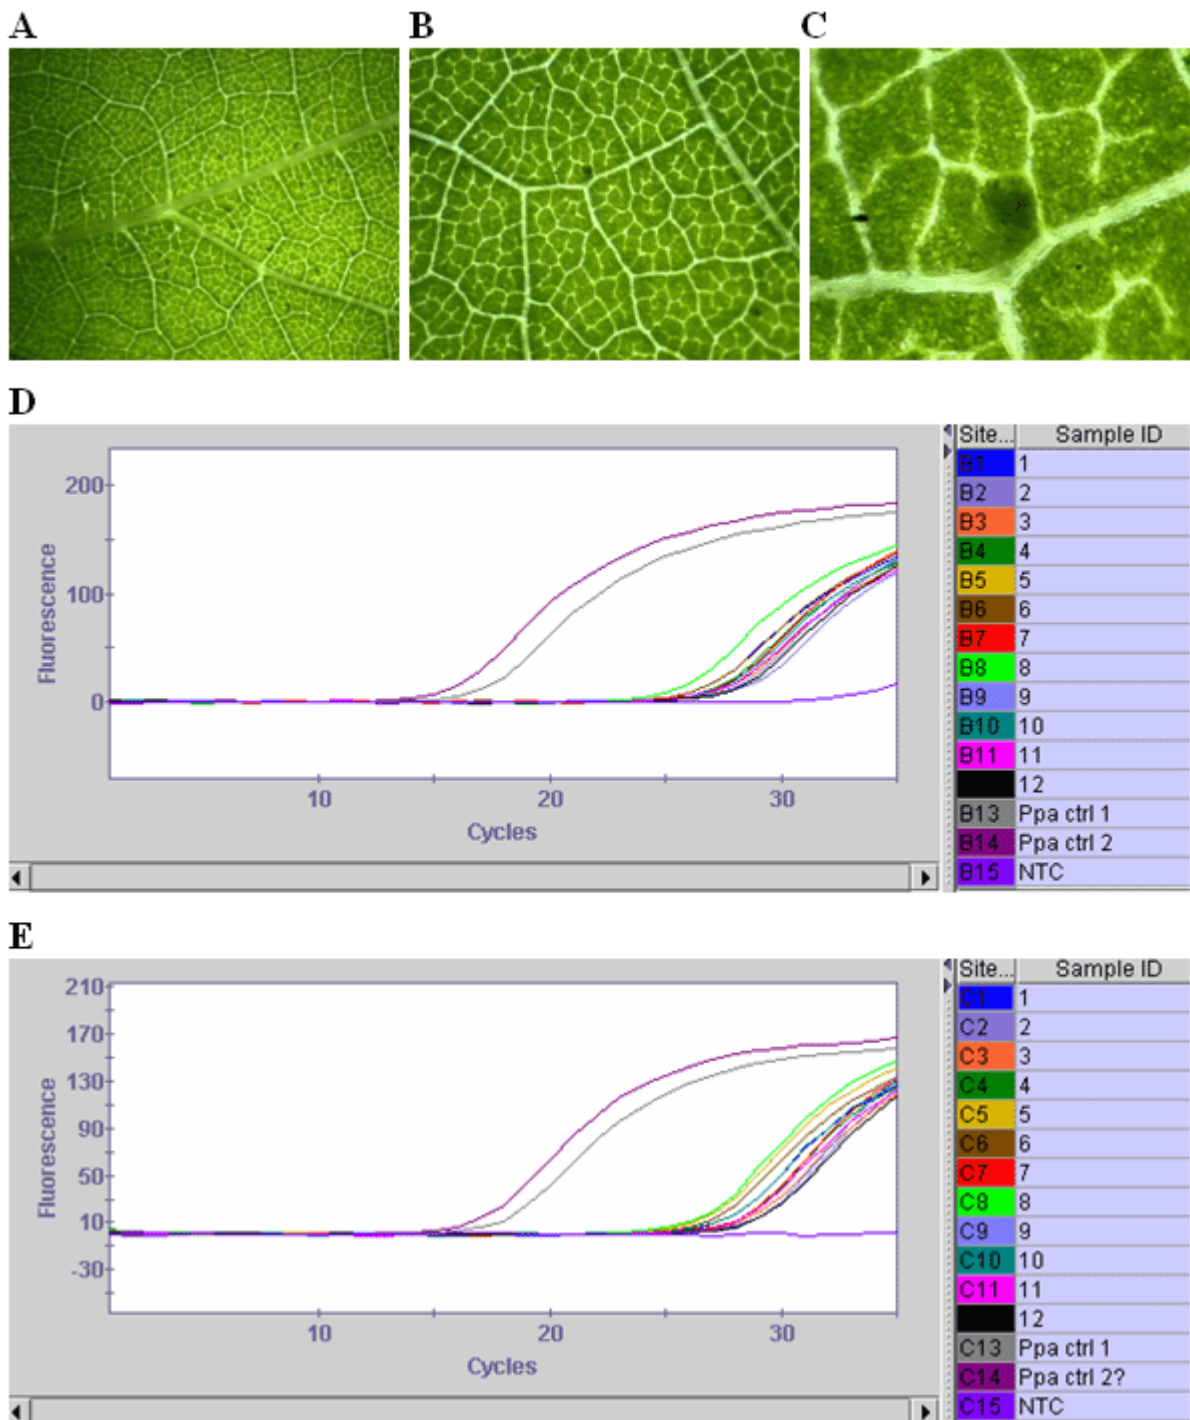 A B C
D
Site... Sample ID
B1 1
B2 2
B3 3
B4 4
B5 5
B6 6
B7 7
B8 8
B9 9
B10 10
B11 11
12
B13 Ppa ctrl 1
B14 Ppa ctrl 2
B15 NTC
200
100
0
Fluorescence
10 20 30
Cycles
E
Site... Sample ID
C1 1
C2 2
C3 3
C4 4
C5 5
C6 6
C7 7
C8 8
C9 9
C10 10
C11 11
12
C13 Ppa ctrl 1
C14 Ppa ctrl 2?
C15 NTC
210
170
130
90
50
10
-30
Fluorescence
10 20 30
Cycles